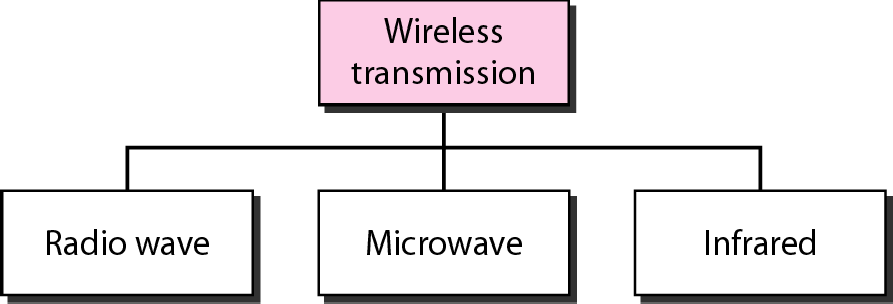 Wireless
transmission
Radio wave
Microwave
Infrared